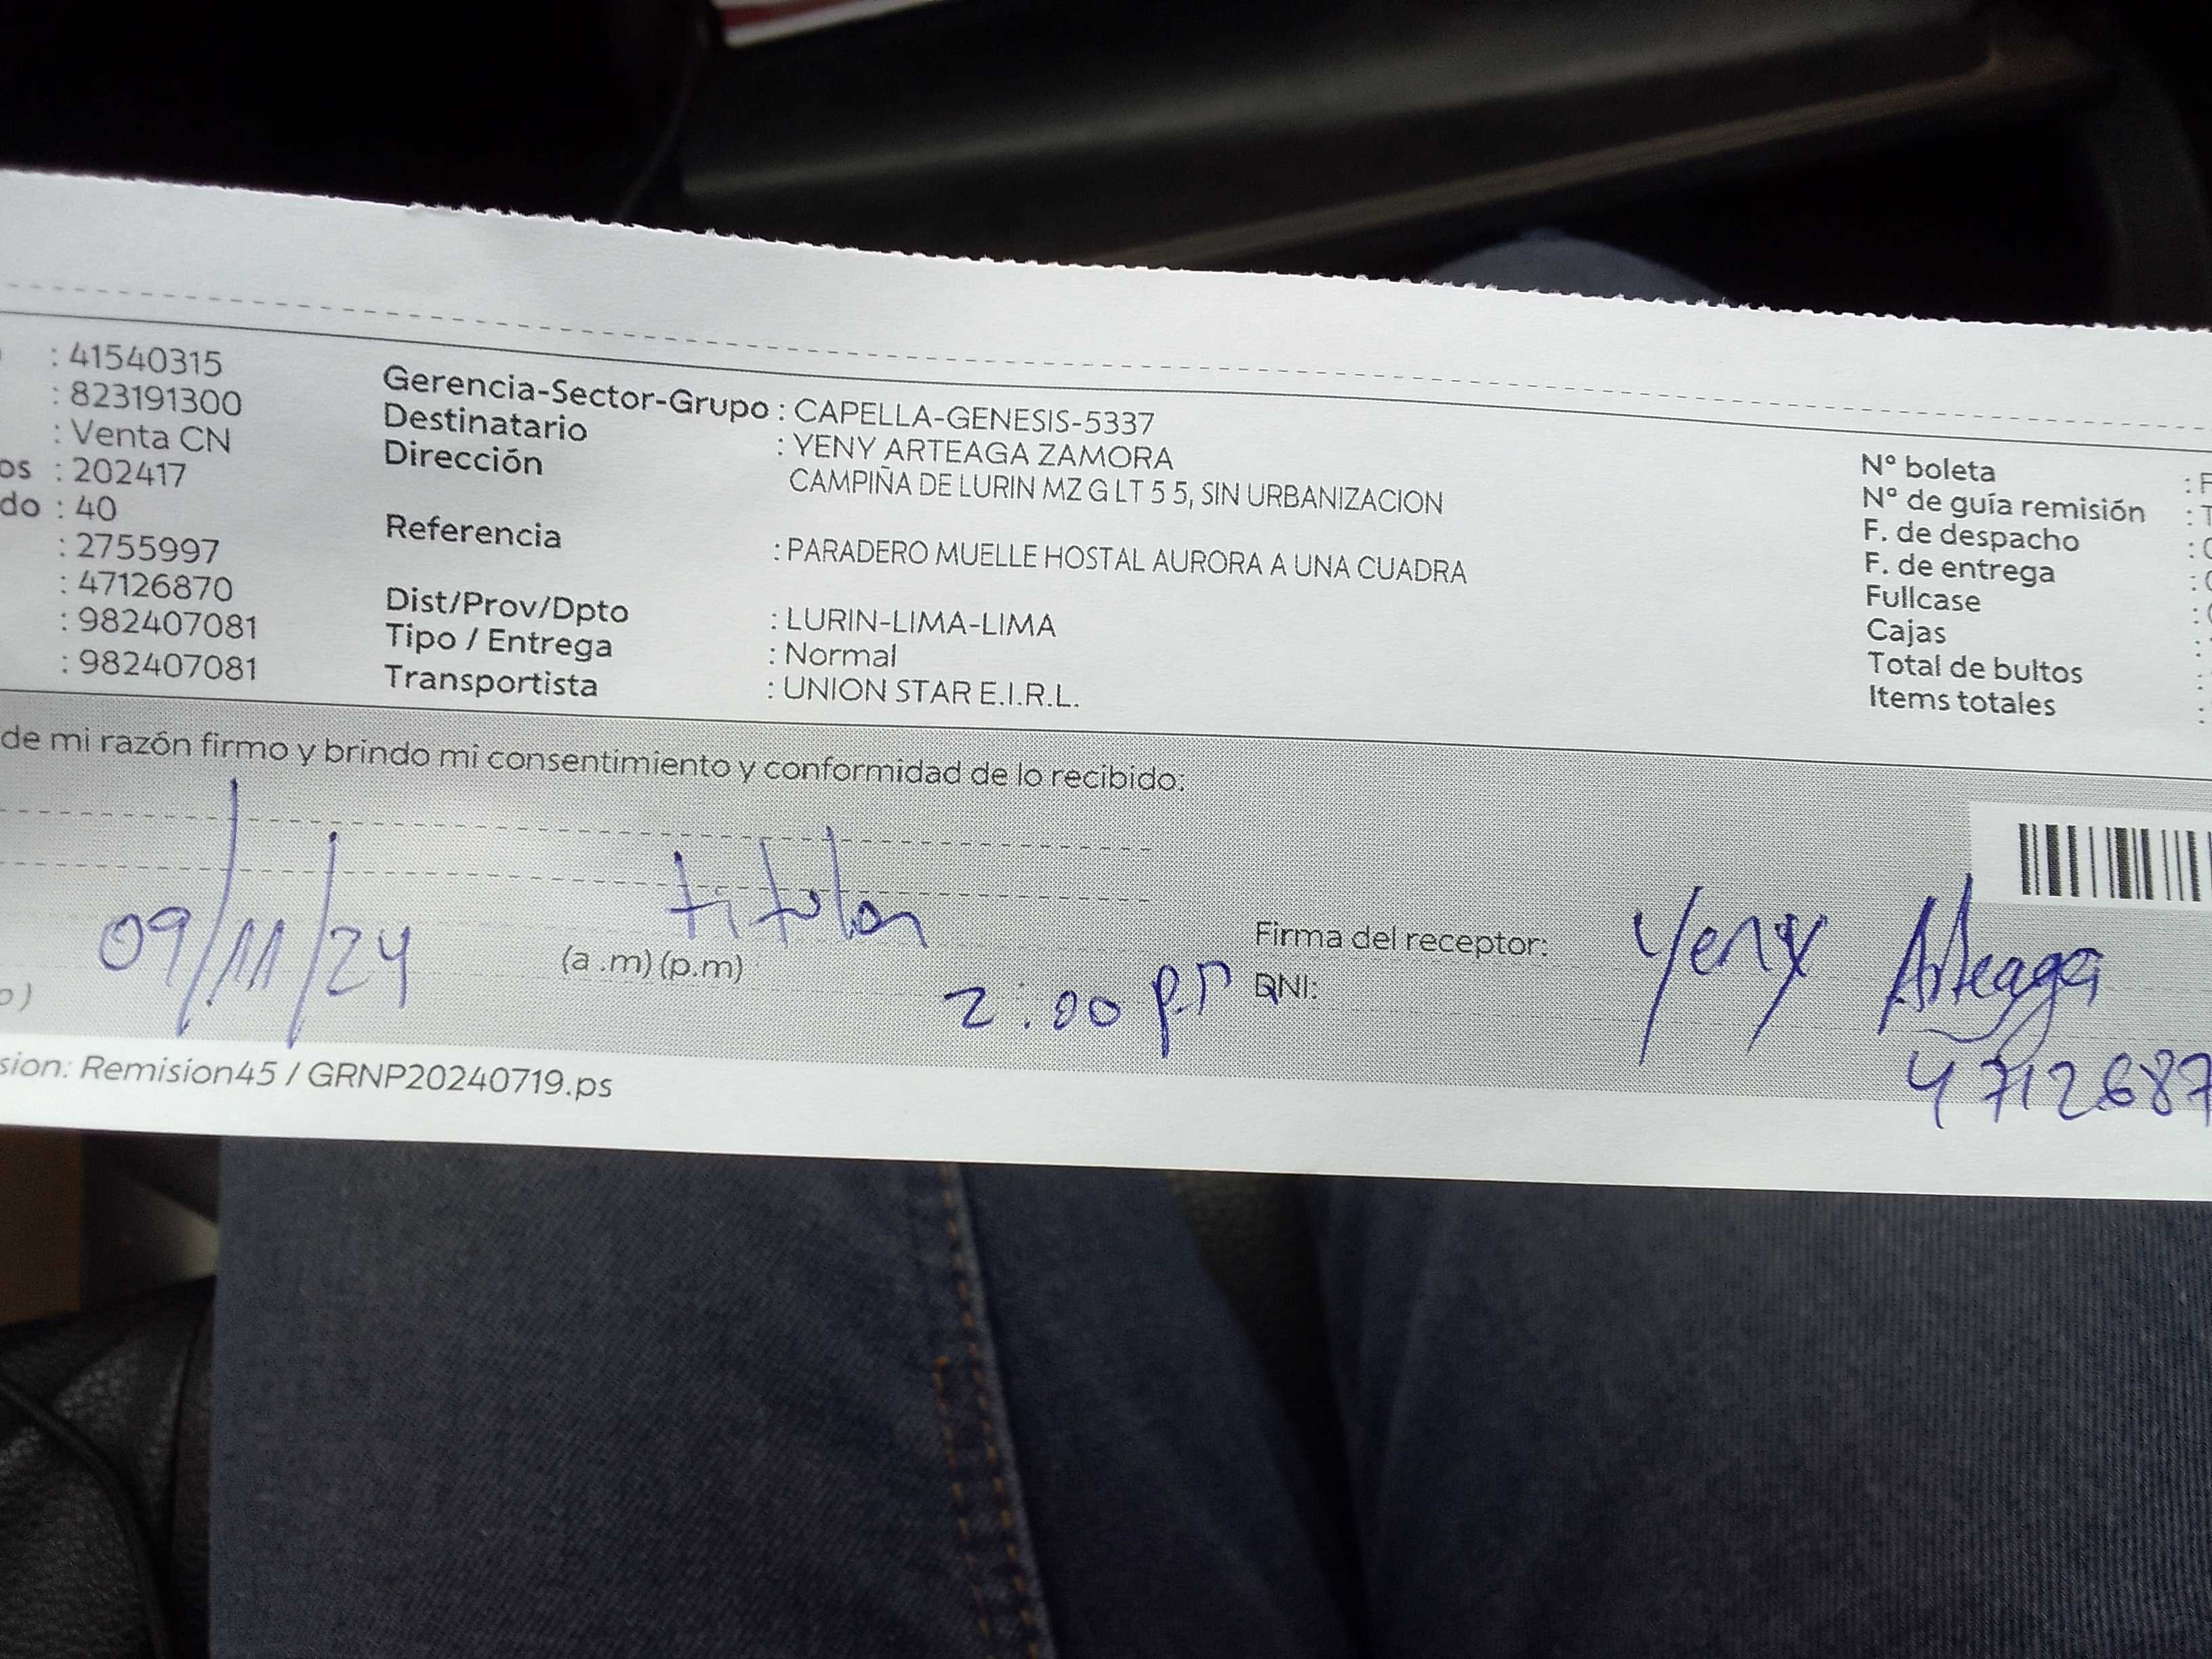 : 41540315
: 823191300
: Venta CN
os : 202417
do : 40
: 2755997
: 47126870
: 982407081
: 982407081
Gerencia-Sector-Grupo : CAPELLA-GENESIS-5337
Destinatario : YENY ARTEAGA ZAMORA
Dirección CAMPIÑA DE LURIN MZ G LT 5 5, SIN URBANIZACION
Referencia : PARADERO MUELLE HOSTAL AURORA A UNA CUADRA
Dist/Prov/Dpto : LURIN-LIMA-LIMA
Tipo / Entrega : Normal
Transportista : UNION STAR E.I.R.L.
N° boleta : F
N° de guía remisión : T
F. de despacho :
F. de entrega :
Fullcase :
Cajas :
Total de bultos :
Items totales :
de mi razón firmo y brindo mi consentimiento y conformidad de lo recibido:
titular
09/11/24 (a .m) (p.m) 2:00 p.m
Firma del receptor: Yeny Arteaga
DNI: 4712687
o)
sion: Remision45 / GRNP20240719.ps